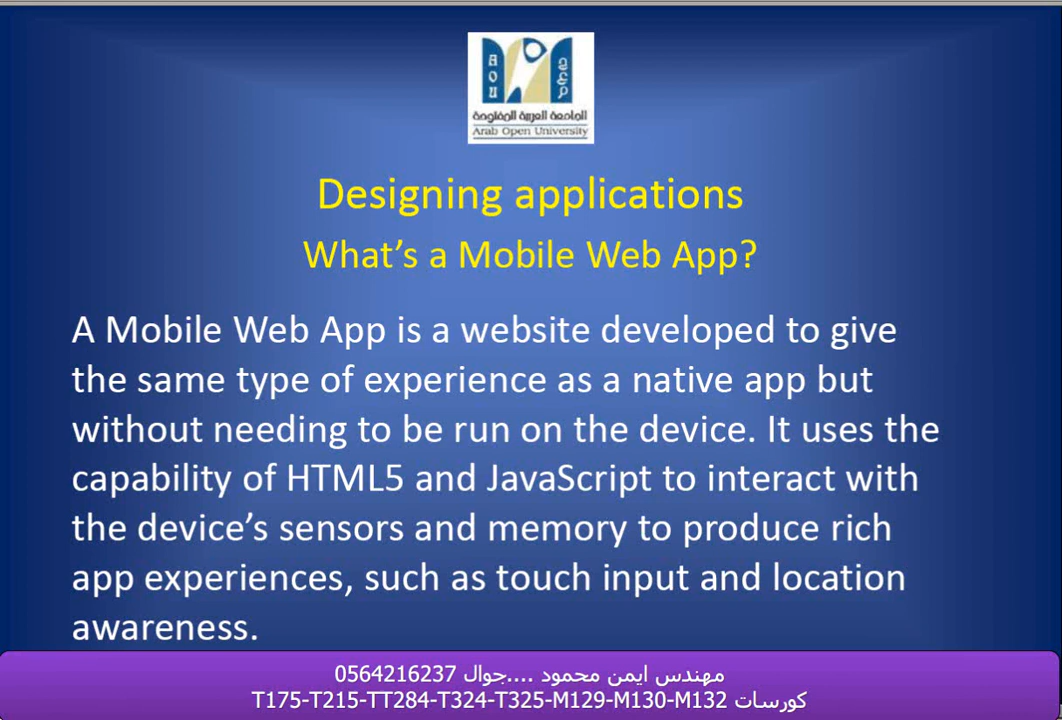 AOU
الجامعة العربية المفتوحة
Arab Open University
Designing applications
What's a Mobile Web App?
A Mobile Web App is a website developed to give
the same type of experience as a native app but
without needing to be run on the device. It uses the
capability of HTML5 and JavaScript to interact with
the device's sensors and memory to produce rich
app experiences, such as touch input and location
awareness.
مهندس ايمن محمود ....جوال 0564216237
كورسات T175-T215-TT284-T324-T325-M129-M130-M132